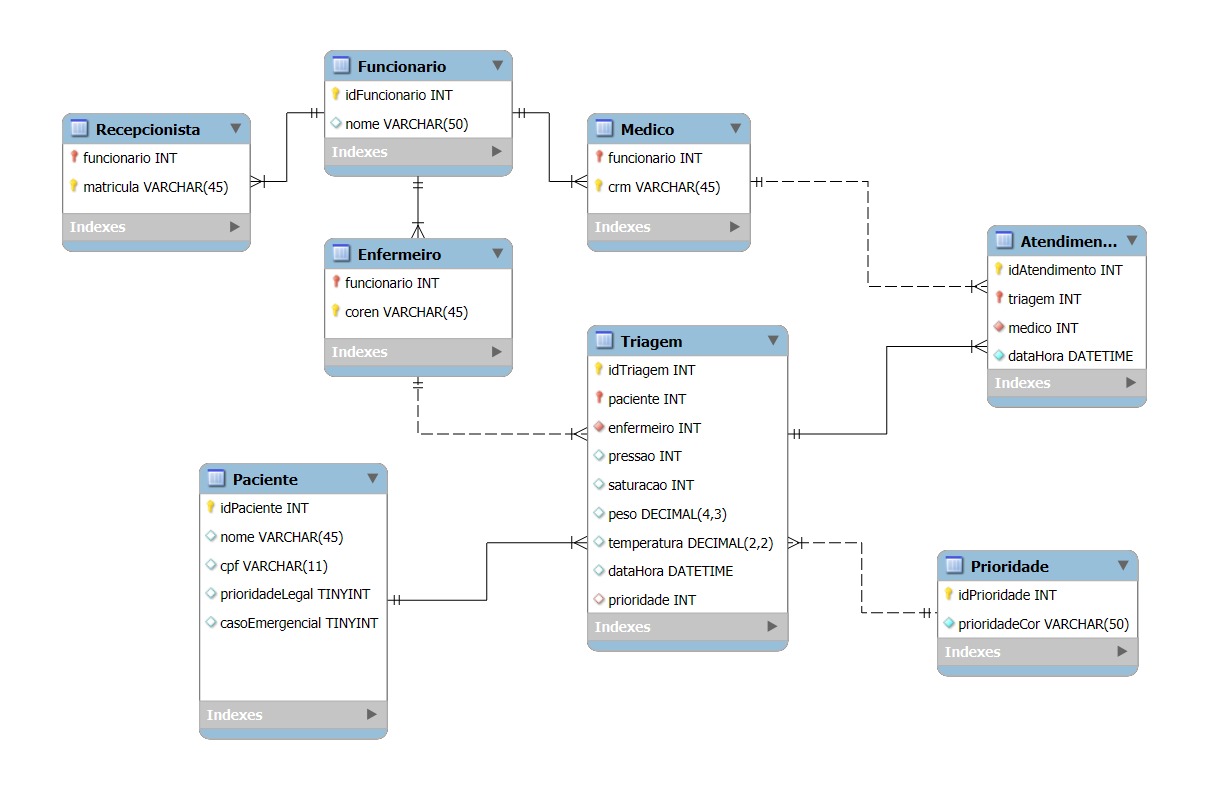 Funcionario
idFuncionario INT
nome VARCHAR(50)
Indexes
Recepcionista
funcionario INT
matricula VARCHAR(45)
Indexes
Medico
funcionario INT
crm VARCHAR(45)
Indexes
Enfermeiro
funcionario INT
coren VARCHAR(45)
Indexes
Atendimen...
idAtendimento INT
triagem INT
medico INT
dataHora DATETIME
Indexes
Triagem
idTriagem INT
paciente INT
enfermeiro INT
pressao INT
saturacao INT
peso DECIMAL(4,3)
temperatura DECIMAL(2,2)
dataHora DATETIME
prioridade INT
Indexes
Paciente
idPaciente INT
nome VARCHAR(45)
cpf VARCHAR(11)
prioridadeLegal TINYINT
casoEmergencial TINYINT
Indexes
Prioridade
idPrioridade INT
prioridadeCor VARCHAR(50)
Indexes